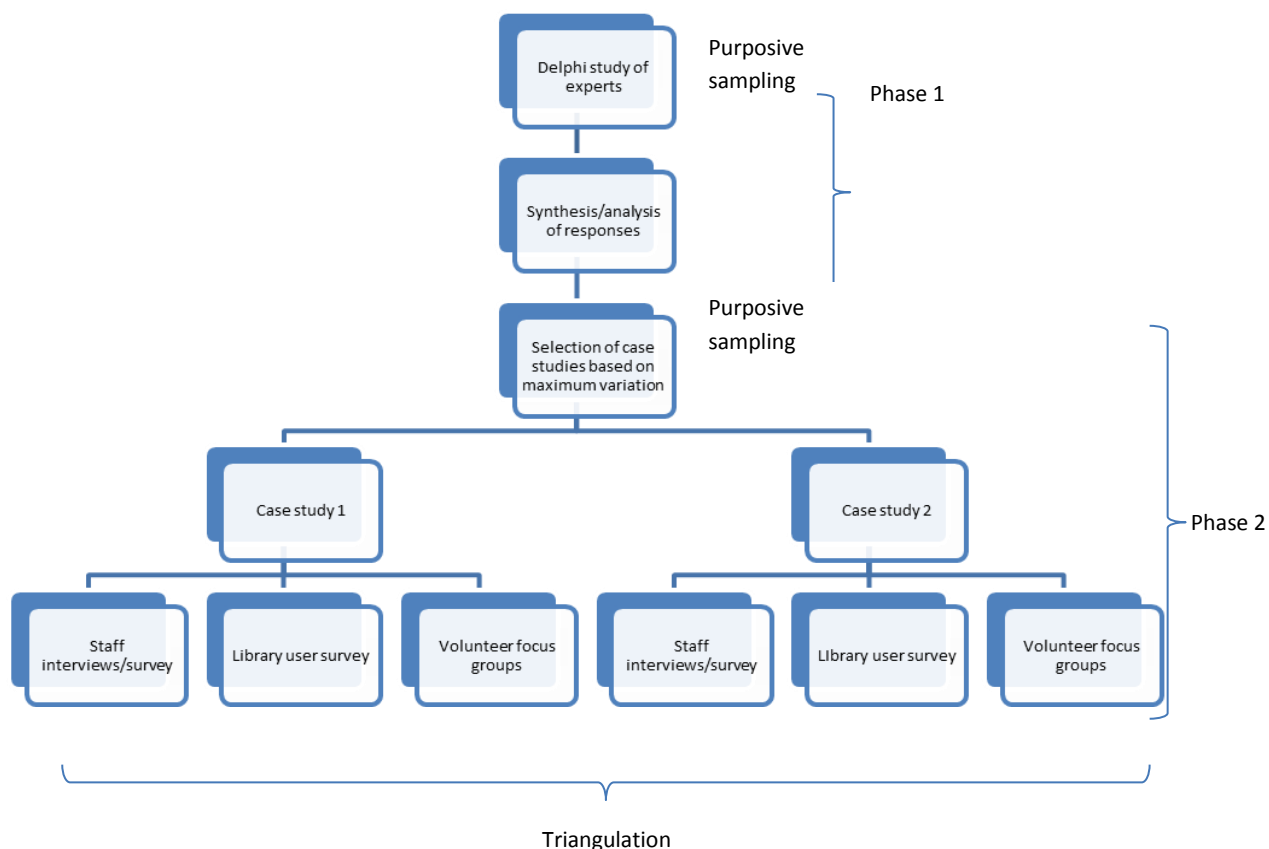 Delphi study of
experts
Purposive
sampling
Phase 1
Synthesis/analysis
of responses
Selection of case
studies based on
maximum variation
Purposive
sampling
Case study 1
Case study 2
Phase 2
Staff
interviews/survey
Library user survey
Volunteer focus
groups
Staff
interviews/survey
LIbrary user survey
Volunteer focus
groups
Triangulation